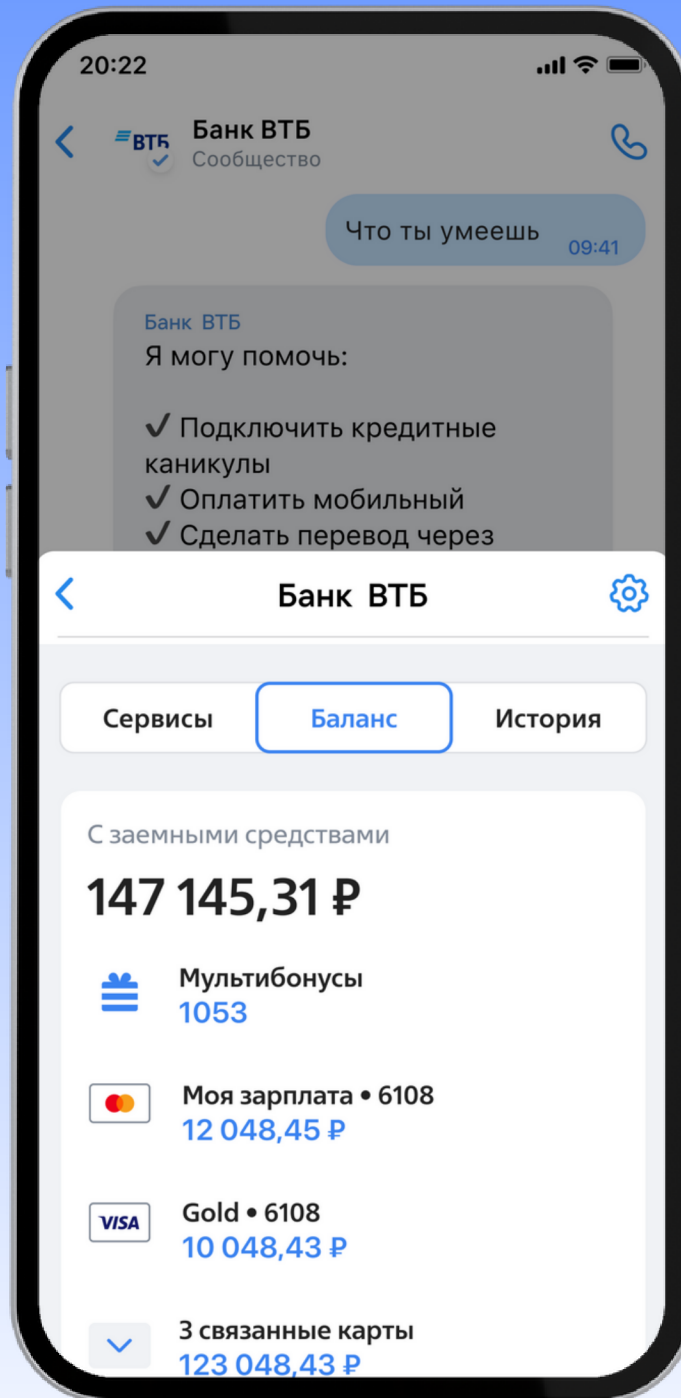 20:22
ВТБ
Банк ВТБ
Сообщество
Что ты умеешь
09:41
Банк ВТБ
Я могу помочь:
✓ Подключить кредитные
каникулы
✓ Оплатить мобильный
✓ Сделать перевод через
Банк ВТБ
Сервисы
Баланс
История
С заемными средствами
147 145,31 ₽
Мультибонусы
1053
Моя зарплата • 6108
12 048,45 ₽
VISA
Gold • 6108
10 048,43 ₽
3 связанные карты
123 048,43 ₽